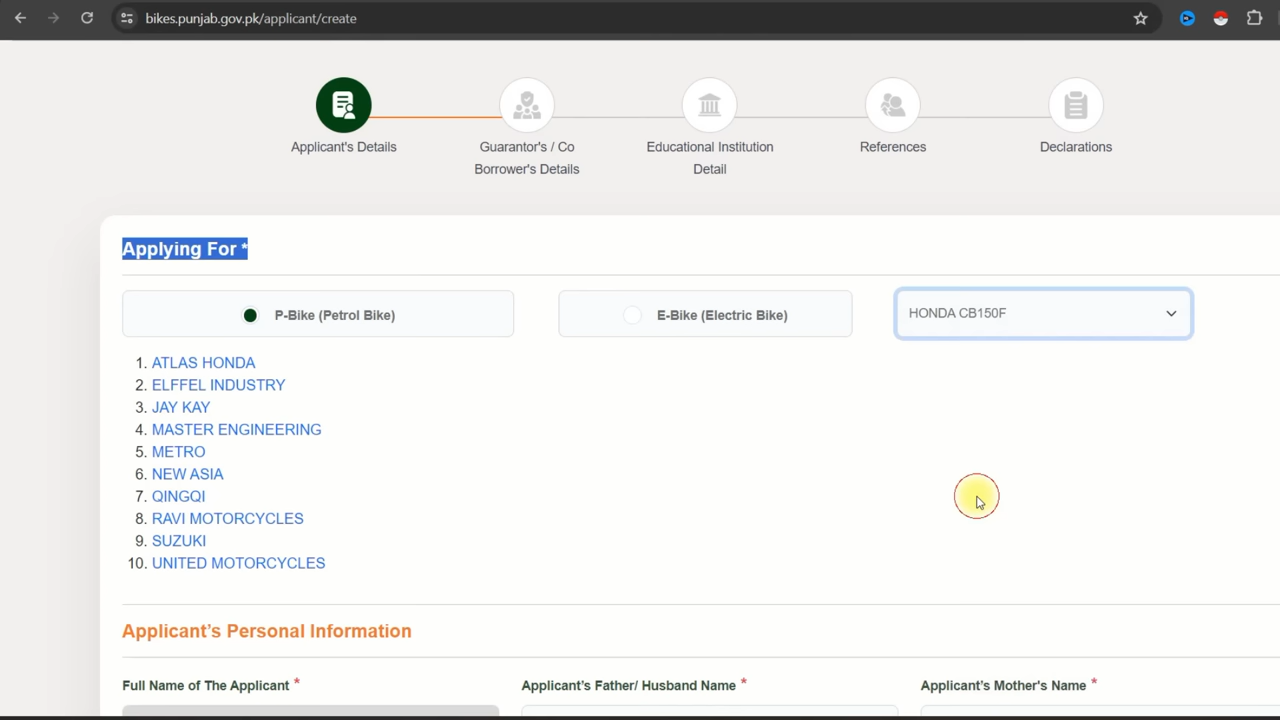 bikes.punjab.gov.pk/applicant/create
Applicant's Details
Guarantor's / Co
Borrower's Details
Educational Institution
Detail
References
Declarations
Applying For *
P-Bike (Petrol Bike)
E-Bike (Electric Bike)
HONDA CB150F
1. ATLAS HONDA
2. ELFFEL INDUSTRY
3. JAY KAY
4. MASTER ENGINEERING
5. METRO
6. NEW ASIA
7. QINGQI
8. RAVI MOTORCYCLES
9. SUZUKI
10. UNITED MOTORCYCLES
Applicant’s Personal Information
Full Name of The Applicant *
Applicant’s Father/ Husband Name *
Applicant’s Mother's Name *